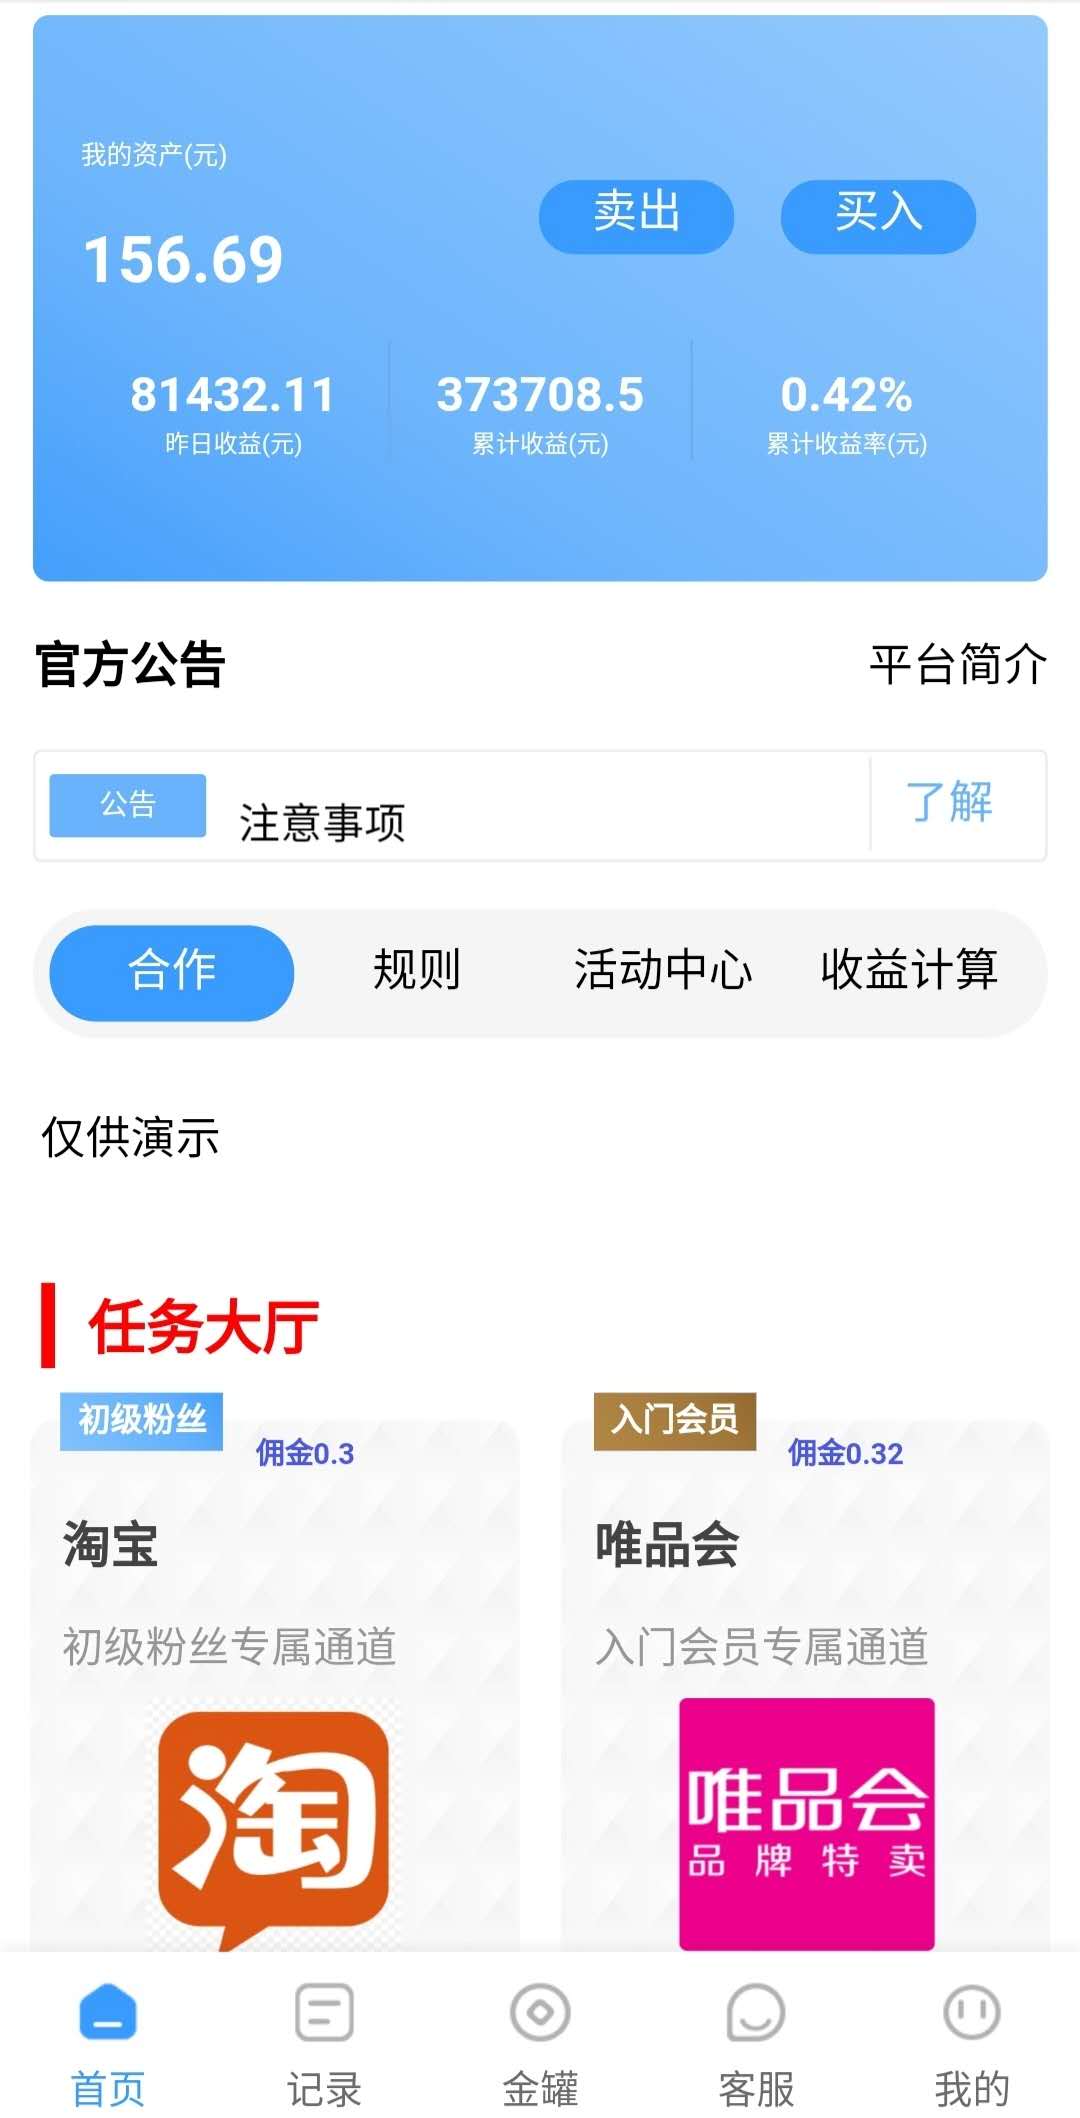 我的资产(元)
156.69
卖出
买入
81432.11
373708.5
0.42%
昨日收益(元)
累计收益(元)
累计收益率(元)
官方公告
平台简介
公告
注意事项
了解
合作
规则
活动中心
收益计算
仅供演示
任务大厅
初级粉丝
佣金0.3
淘宝
初级粉丝专属通道
淘
入门会员
佣金0.32
唯品会
入门会员专属通道
唯品会
品牌特卖
首页
记录
金罐
客服
我的